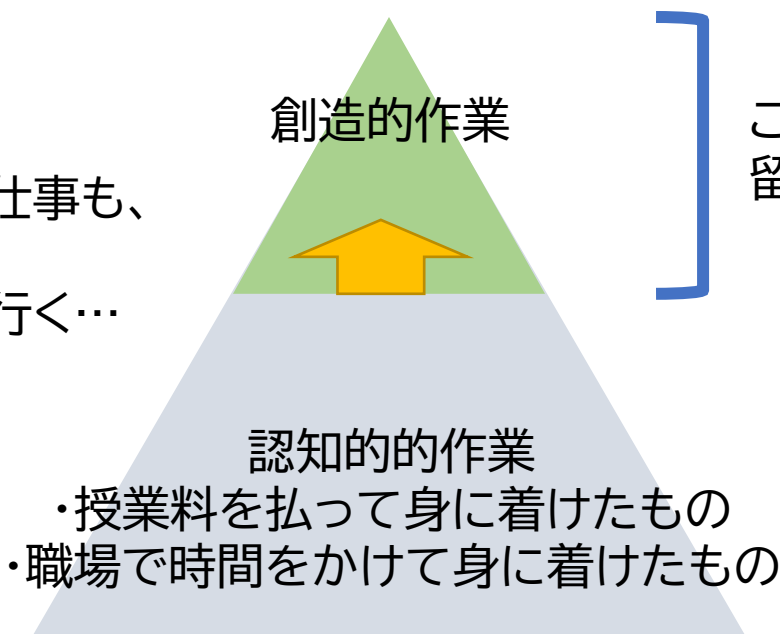 創造的作業
こ
留
仕事も、
行く…
認知的的作業
・授業料を払って身に着けたもの
・職場で時間をかけて身に着けたもの